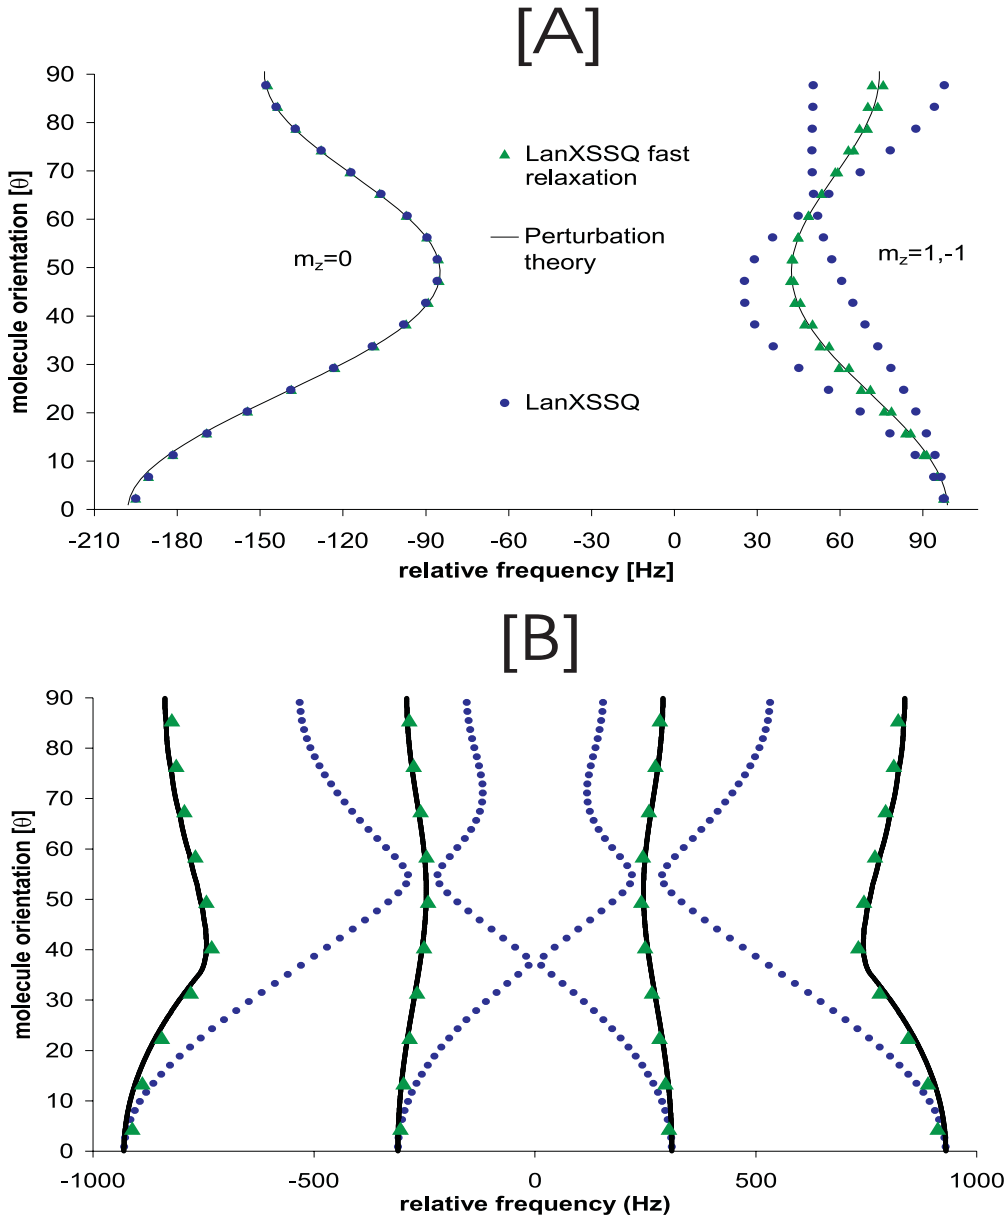 [A]
90
80
70
60
50
40
30
20
10
0
molecule orientation [θ]
LanXSSQ fast
relaxation
Perturbation
theory
m_z=0
m_z=1,-1
LanXSSQ
-210 -180 -150 -120 -90 -60 -30 0 30 60 90
relative frequency [Hz]
[B]
90
80
70
60
50
40
30
20
10
0
molecule orientation [θ]
-1000 -500 0 500 1000
relative frequency (Hz)